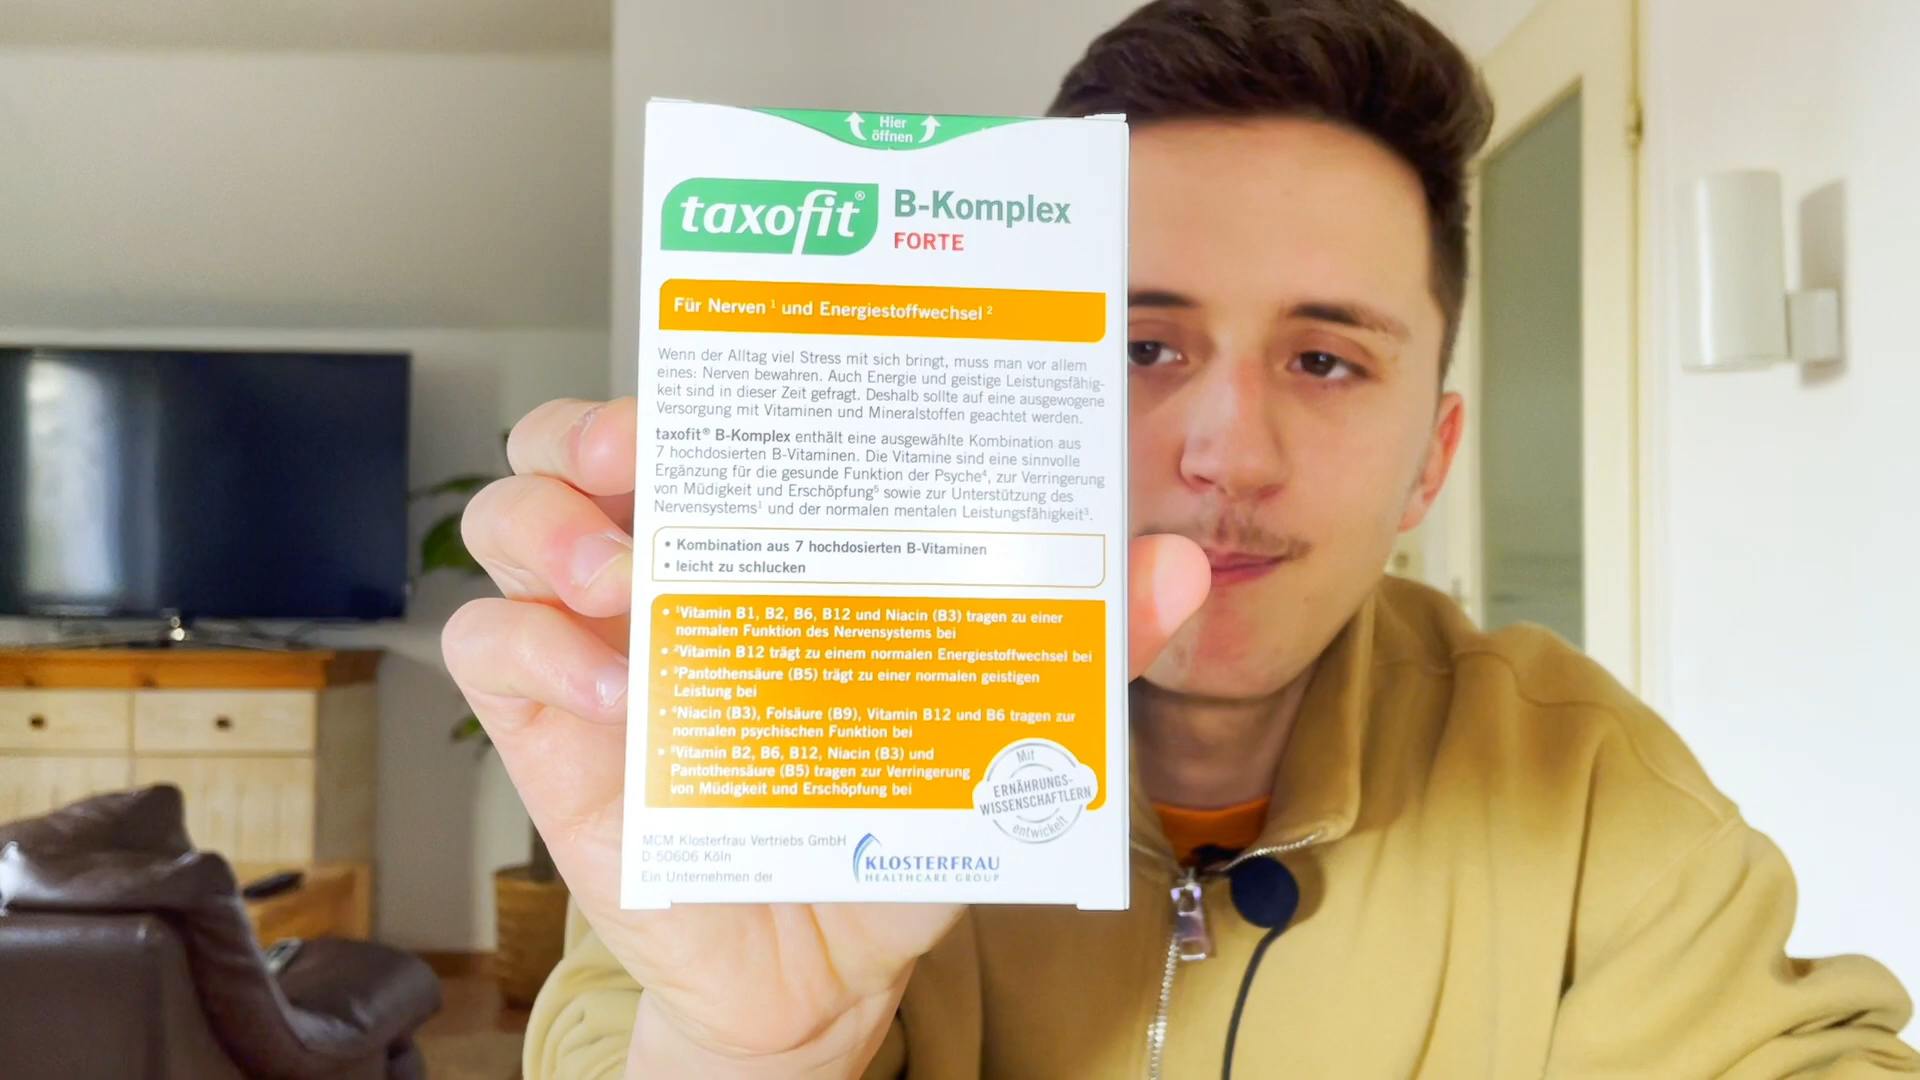 Hier
öffnen
taxofit®
B-Komplex
FORTE
Für Nerven ¹ und Energiestoffwechsel ²
Wenn der Alltag viel Stress mit sich bringt, muss man vor allem
eines: Nerven bewahren. Auch Energie und geistige Leistungsfähig-
keit sind in dieser Zeit gefragt. Deshalb sollte auf eine ausgewogene
Versorgung mit Vitaminen und Mineralstoffen geachtet werden.
taxofit® B-Komplex enthält eine ausgewählte Kombination aus
7 hochdosierten B-Vitaminen. Die Vitamine sind eine sinnvolle
Ergänzung für die gesunde Funktion der Psyche⁴, zur Verringerung
von Müdigkeit und Erschöpfung⁵ sowie zur Unterstützung des
Nervensystems¹ und der normalen mentalen Leistungsfähigkeit³.
• Kombination aus 7 hochdosierten B-Vitaminen
• leicht zu schlucken
• ¹Vitamin B1, B2, B6, B12 und Niacin (B3) tragen zu einer
normalen Funktion des Nervensystems bei
• ²Vitamin B12 trägt zu einem normalen Energiestoffwechsel bei
• ³Pantothensäure (B5) trägt zu einer normalen geistigen
Leistung bei
• ⁴Niacin (B3), Folsäure (B9), Vitamin B12 und B6 tragen zur
normalen psychischen Funktion bei
• ⁵Vitamin B2, B6, B12, Niacin (B3) und
Pantothensäure (B5) tragen zur Verringerung
von Müdigkeit und Erschöpfung bei
Mit
ERNÄHRUNGS-
WISSENSCHAFTLERN
entwickelt
MCM Klosterfrau Vertriebs GmbH
D-50606 Köln
Ein Unternehmen der
KLOSTERFRAU
HEALTHCARE GROUP